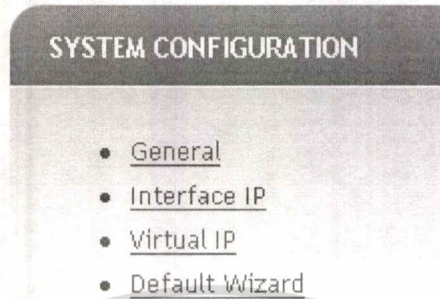 SYSTEM CONFIGURATION
General
Interface IP
Virtual IP
Default Wizard